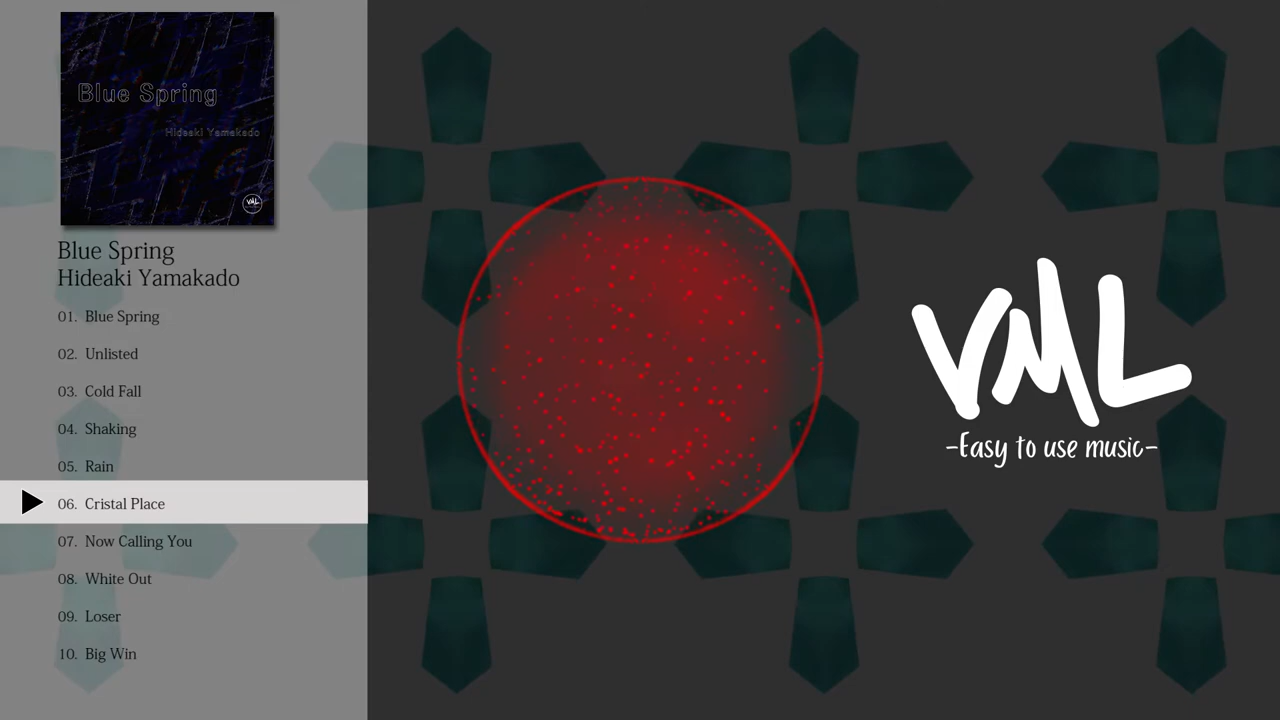 Blue Spring
Hideaki Yamakado
VML
Blue Spring
Hideaki Yamakado
01. Blue Spring
02. Unlisted
03. Cold Fall
04. Shaking
05. Rain
06. Cristal Place
07. Now Calling You
08. White Out
09. Loser
10. Big Win
VML
-Easy to use music-